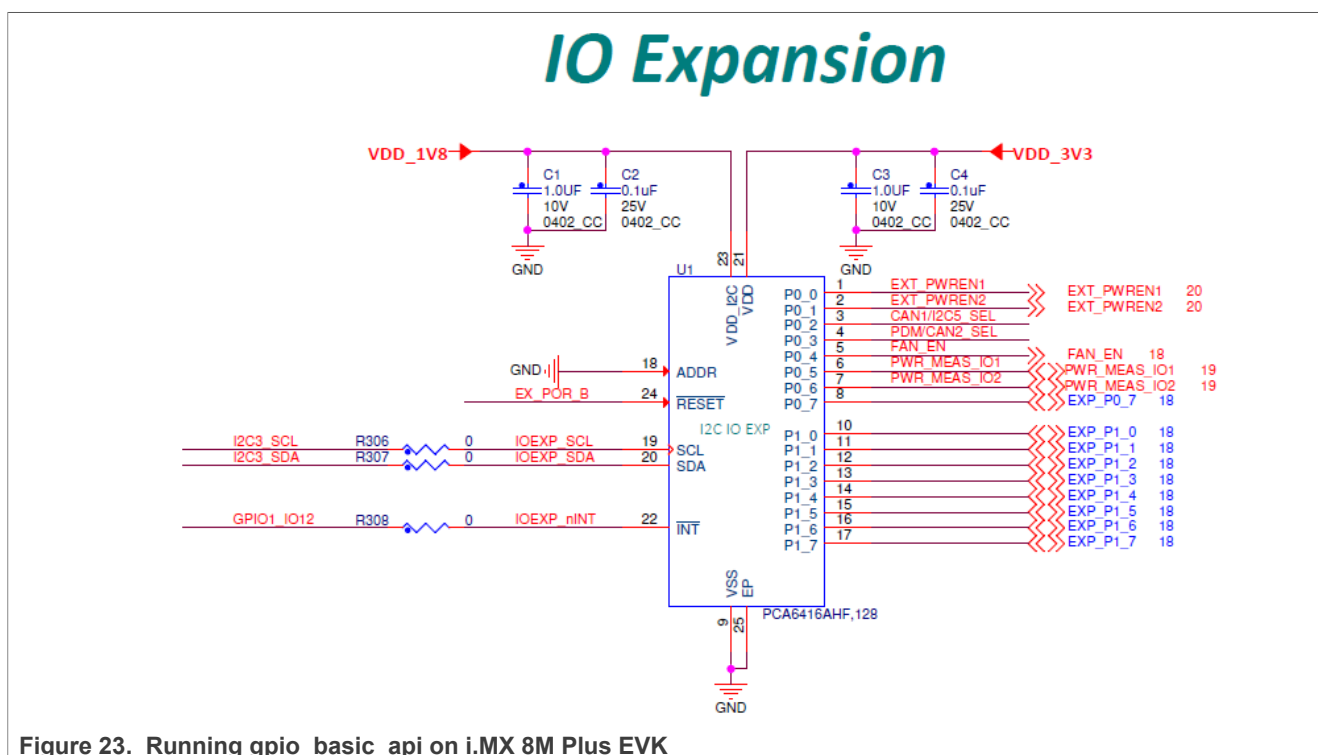 IO Expansion
VDD_1V8
VDD_3V3
C1
1.0UF
10V
0402_CC
C2
0.1uF
25V
0402_CC
C3
1.0UF
10V
0402_CC
C4
0.1uF
25V
0402_CC
GND
GND
U1
23
21
VDD_I2C
VDD
P0_0 1 EXT_PWREN1 EXT_PWREN1 20
P0_1 2 EXT_PWREN2 EXT_PWREN2 20
P0_2 3 CAN1/I2C5_SEL
P0_3 4 PDM/CAN2_SEL
P0_4 5 FAN_EN FAN_EN 18
P0_5 6 PWR_MEAS_IO1 PWR_MEAS_IO1 19
P0_6 7 PWR_MEAS_IO2 PWR_MEAS_IO2 19
P0_7 8 EXP_P0_7 18
GND 18 ADDR
EX_POR_B 24 RESET
I2C IO EXP
I2C3_SCL R306 0 IOEXP_SCL 19 SCL
I2C3_SDA R307 0 IOEXP_SDA 20 SDA
GPIO1_IO12 R308 0 IOEXP_nINT 22 INT
P1_0 10 EXP_P1_0 18
P1_1 11 EXP_P1_1 18
P1_2 12 EXP_P1_2 18
P1_3 13 EXP_P1_3 18
P1_4 14 EXP_P1_4 18
P1_5 15 EXP_P1_5 18
P1_6 16 EXP_P1_6 18
P1_7 17 EXP_P1_7 18
VSS
EP
9
25
PCA6416AHF,128
GND
Figure 23. Running gpio_basic_api on i.MX 8M Plus EVK